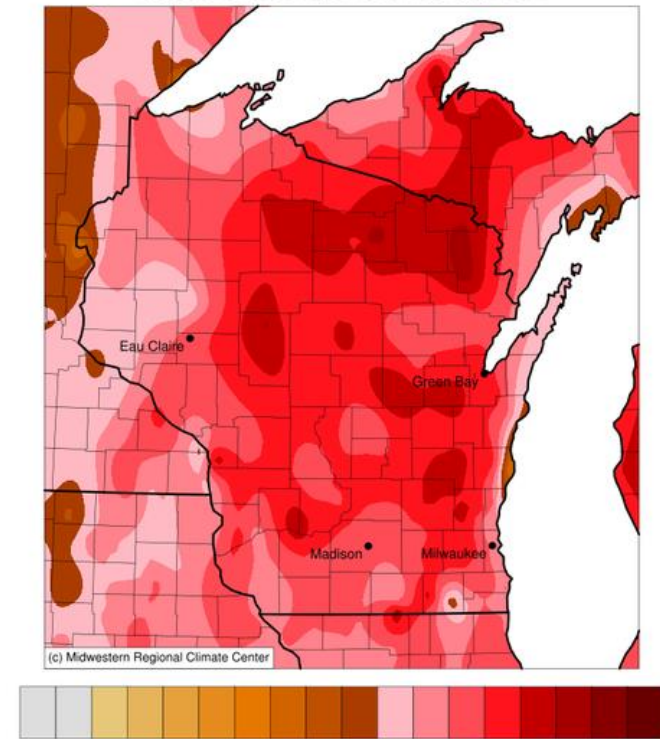 Eau Claire
Green Bay
Madison
Milwaukee
(c) Midwestern Regional Climate Center